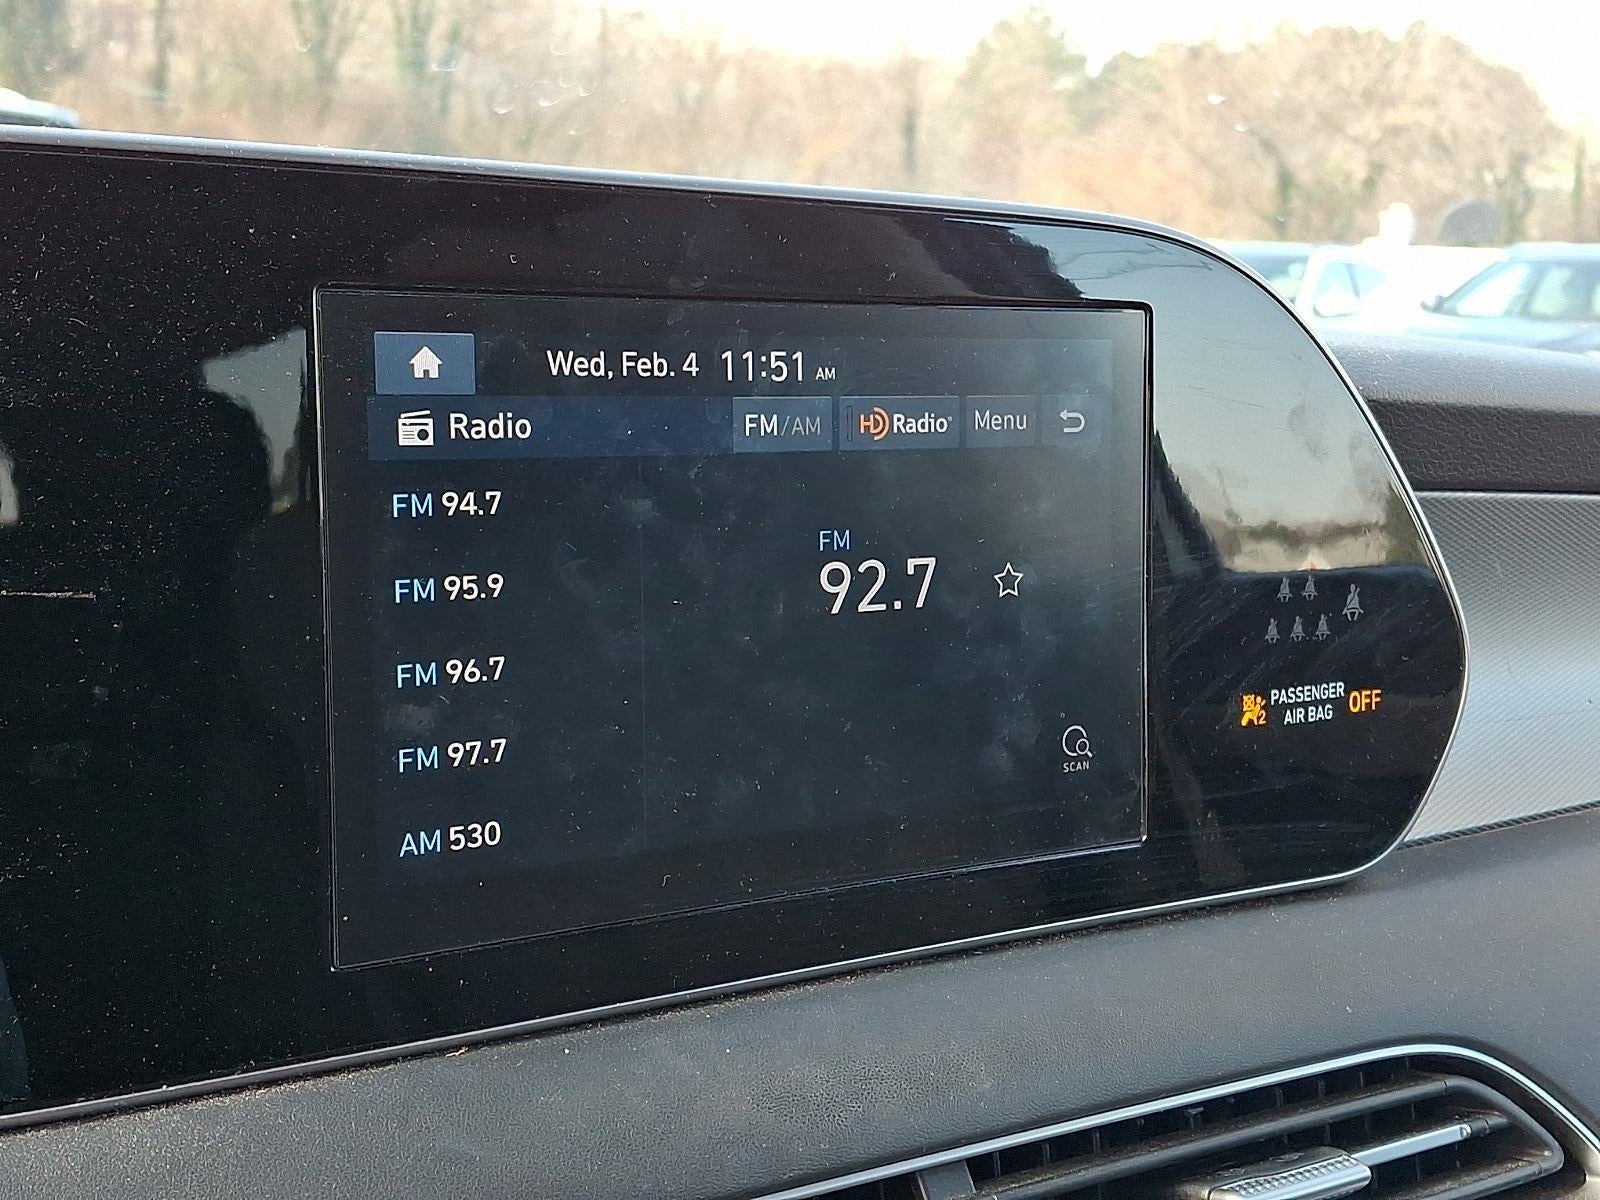 Wed, Feb. 4 11:51 AM
Radio FM/AM HD Radio Menu
FM 94.7
FM 95.9
FM 96.7
FM 97.7
AM 530
FM
92.7
SCAN
PASSENGER
AIR BAG OFF
2